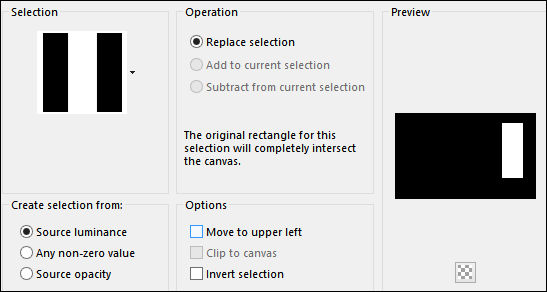 Selection
Operation
Replace selection
Add to current selection
Subtract from current selection
The original rectangle for this
selection will completely intersect
the canvas.
Preview
Create selection from:
Source luminance
Any non-zero value
Source opacity
Options
Move to upper left
Clip to canvas
Invert selection